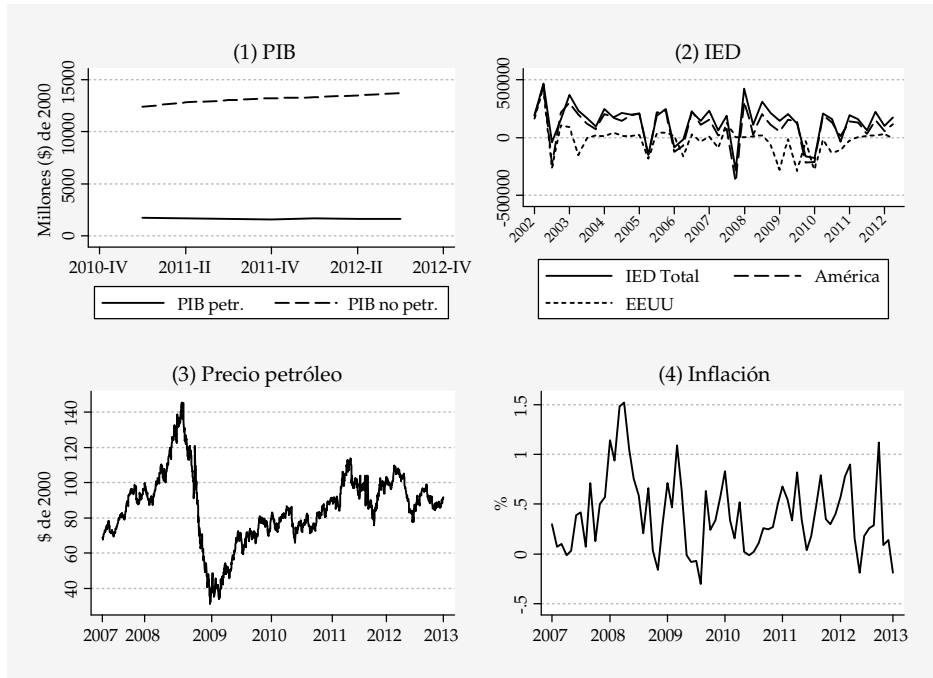 (1) PIB
Millones ($) de 2000
15000
10000
5000
0
2010-IV 2011-II 2011-IV 2012-II 2012-IV
PIB petr. PIB no petr.
(2) IED
500000
0
-500000
2002 2003 2004 2005 2006 2007 2008 2009 2010 2011 2012
IED Total América
EEUU
(3) Precio petróleo
$ de 2000
140
120
100
80
60
40
2007 2008 2009 2010 2011 2012 2013
(4) Inflación
%
1.5
1
.5
0
-.5
2007 2008 2009 2010 2011 2012 2013